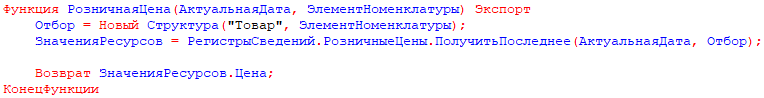 Функция РозничнаяЦена(АктуальнаяДата, ЭлементНоменклатуры) Экспорт
Отбор = Новый Структура("Товар", ЭлементНоменклатуры);
ЗначенияРесурсов = РегистрыСведений.РозничныеЦены.ПолучитьПоследнее(АктуальнаяДата, Отбор);
Возврат ЗначенияРесурсов.Цена;
Конецфункции